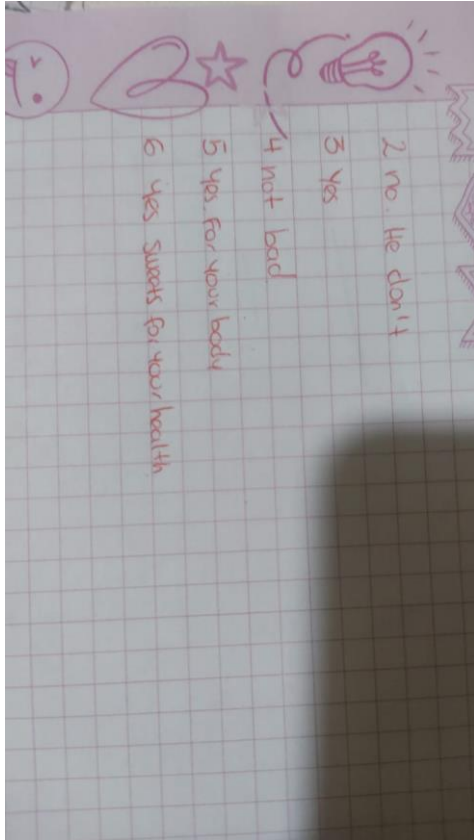 2 no. He don't
3 Yes
4 not bad
5 yes. For your body
6 yes sweats for your health